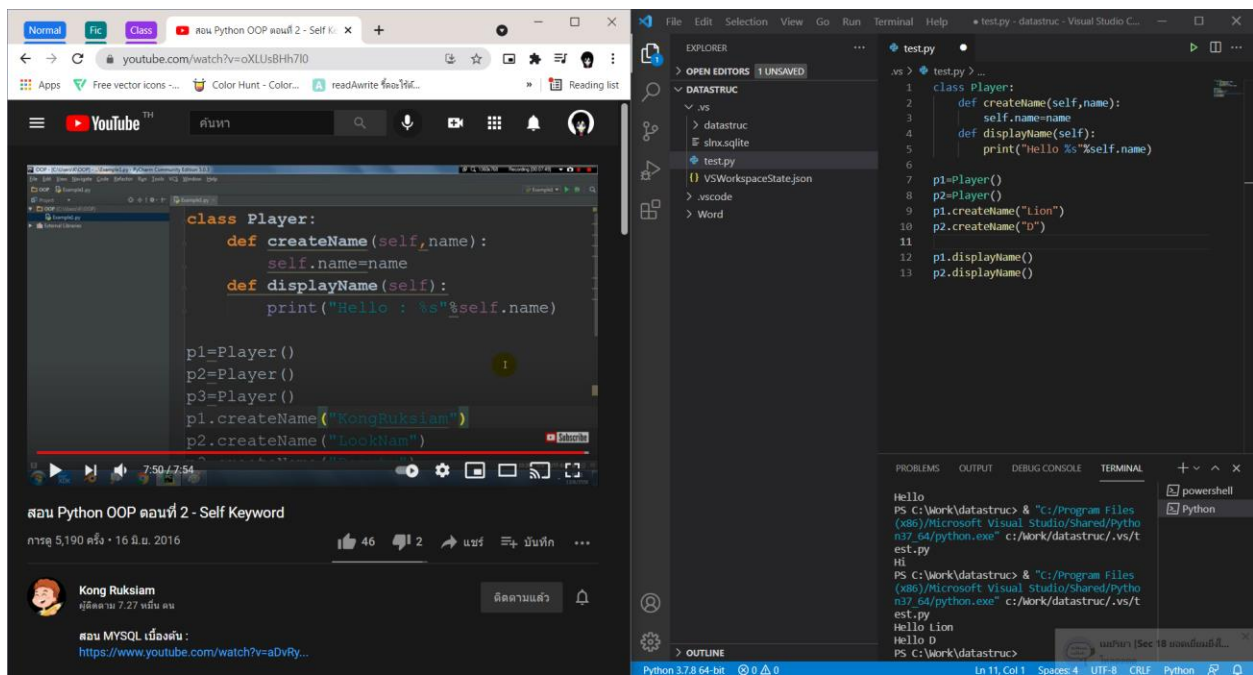 Normal Fic Class สอน Python OOP ตอนที่ 2 - Self Ke
youtube.com/watch?v=oXLUsBHh7l0
Apps Free vector icons -... Color Hunt - Color... readAwrite Reading list
YouTube TH ค้นหา
class Player:
def createName(self,name):
self.name=name
def displayName(self):
print("Hello : %s"%self.name)
p1=Player()
p2=Player()
p3=Player()
p1.createName("KongRuksiam")
p2.createName("LookNam")
Subscribe
7:50 / 7:54
สอน Python OOP ตอนที่ 2 - Self Keyword
การดู 5,190 ครั้ง • 16 มิ.ย. 2016 46 2 แชร์ บันทึก
Kong Ruksiam
ผู้ติดตาม 7.27 หมื่น คน
ติดตามแล้ว
สอน MYSQL เบื้องต้น :
https://www.youtube.com/watch?v=aDvRy...
File Edit Selection View Go Run Terminal Help • test.py - datastruc - Visual Studio C...
EXPLORER
OPEN EDITORS 1 UNSAVED
DATASTRUC
.vs
datastruc
slnx.sqlite
test.py
VSWorkspaceState.json
.vscode
Word
OUTLINE
test.py
.vs > test.py > ...
1 class Player:
2 def createName(self,name):
3 self.name=name
4 def displayName(self):
5 print("Hello %s"%self.name)
6
7 p1=Player()
8 p2=Player()
9 p1.createName("Lion")
10 p2.createName("D")
11
12 p1.displayName()
13 p2.displayName()
PROBLEMS OUTPUT DEBUG CONSOLE TERMINAL
powershell
Python
Hello
PS C:\Work\datastruc> & "C:/Program Files
(x86)/Microsoft Visual Studio/Shared/Pytho
n37_64/python.exe" c:/Work/datastruc/.vs/t
est.py
Hi
PS C:\Work\datastruc> & "C:/Program Files
(x86)/Microsoft Visual Studio/Shared/Pytho
n37_64/python.exe" c:/Work/datastruc/.vs/t
est.py
Hello Lion
Hello D
PS C:\Work\datastruc>
Python 3.7.8 64-bit 0 0 Ln 11, Col 1 Spaces: 4 UTF-8 CRLF Python